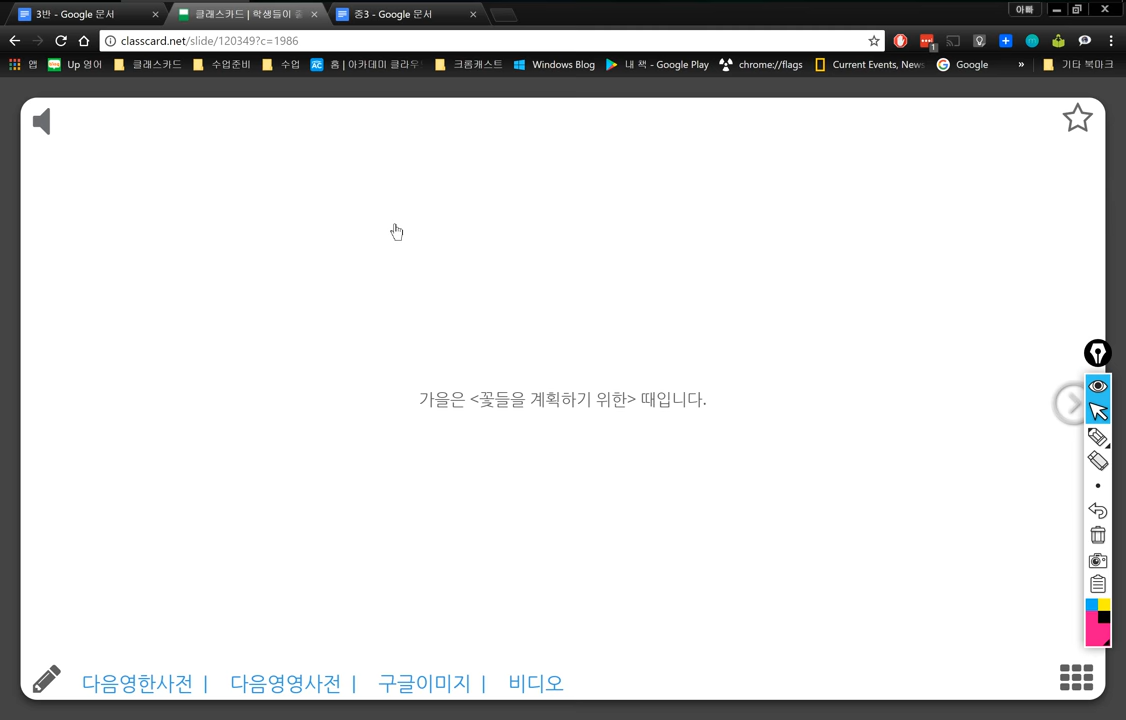 3반 - Google 문서
클래스카드 | 학생들이 좋
중3 - Google 문서
아빠
classcard.net/slide/120349?c=1986
1
앱
Up 영어
클래스카드
수업준비
수업
홈 | 아카데미 클라우
크롬캐스트
Windows Blog
내 책 - Google Play
chrome://flags
Current Events, News
Google
»
기타 북마크
가을은 <꽃들을 계획하기 위한> 때입니다.
다음영한사전 | 다음영영사전 | 구글이미지 | 비디오